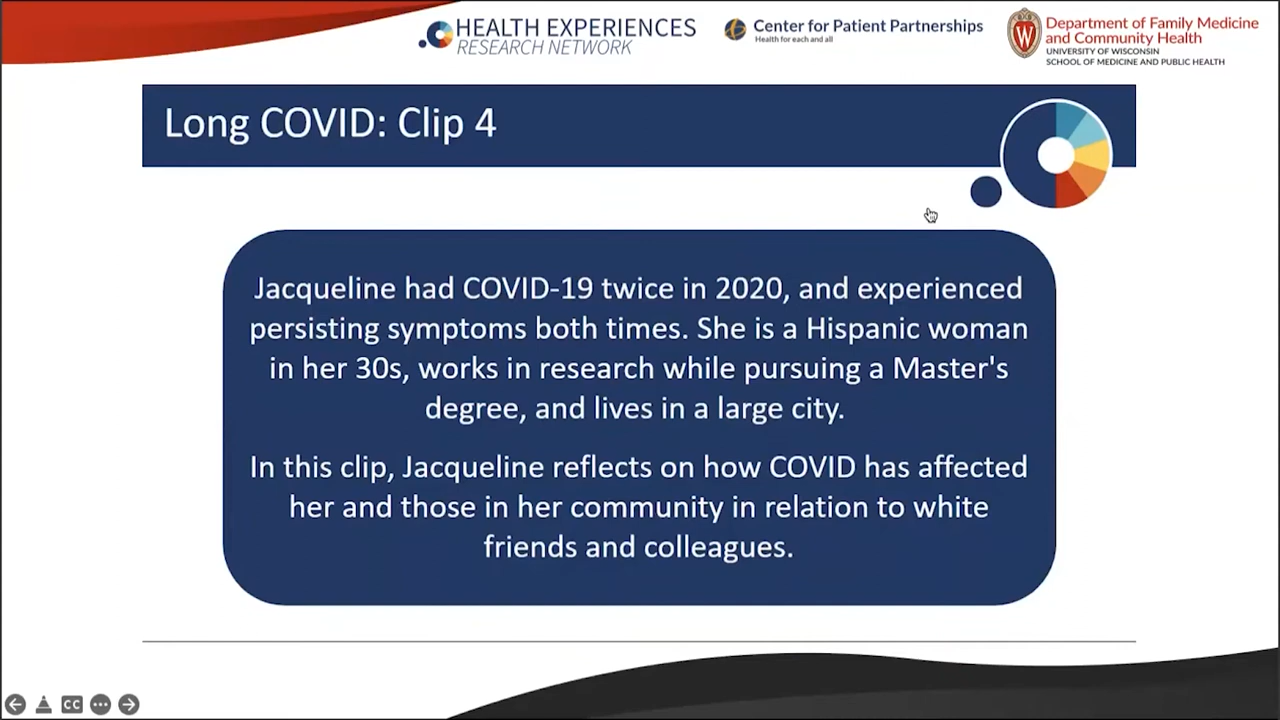 HEALTH EXPERIENCES
RESEARCH NETWORK
Center for Patient Partnerships
Health for each and all
W
Department of Family Medicine
and Community Health
UNIVERSITY OF WISCONSIN
SCHOOL OF MEDICINE AND PUBLIC HEALTH
Long COVID: Clip 4
Jacqueline had COVID-19 twice in 2020, and experienced
persisting symptoms both times. She is a Hispanic woman
in her 30s, works in research while pursuing a Master's
degree, and lives in a large city.
In this clip, Jacqueline reflects on how COVID has affected
her and those in her community in relation to white
friends and colleagues.
CC